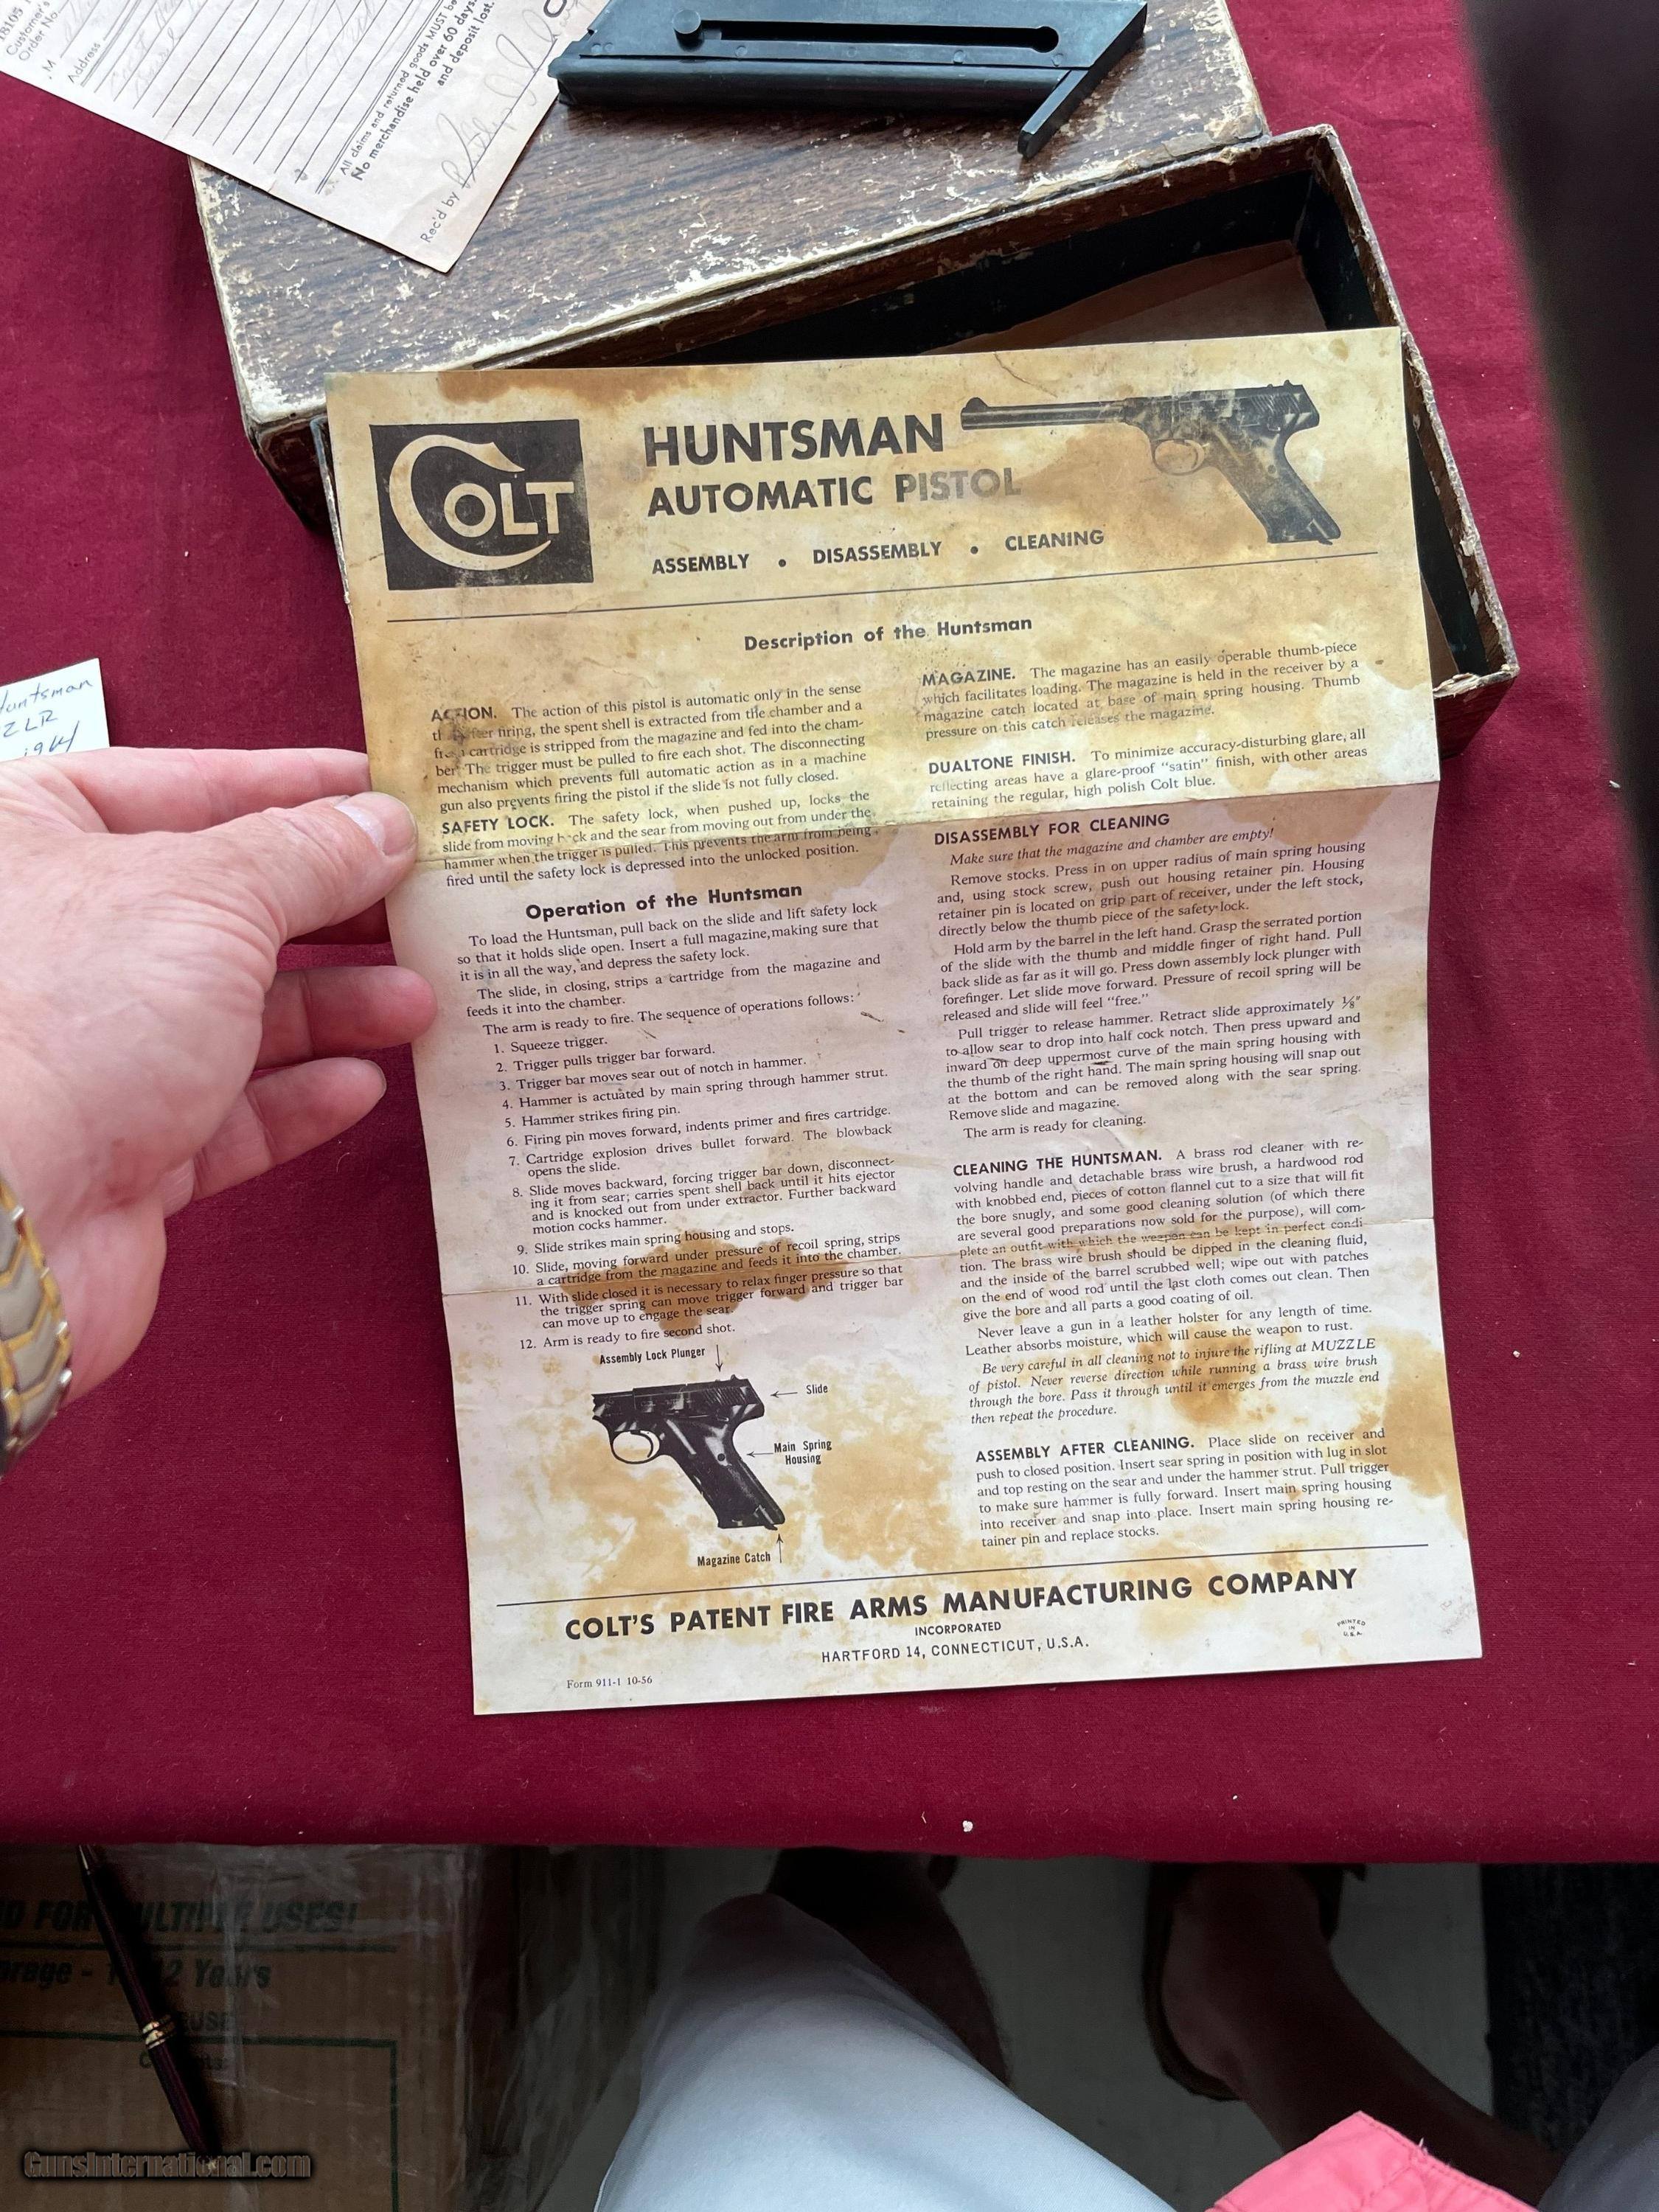 18105
Customer's
Order No.
M
Address
All claims and returned goods MUST be
No merchandise held over 60 days.
and deposit lost.
Rec'd by
Huntsman
22 LR
COLT
HUNTSMAN
AUTOMATIC PISTOL
ASSEMBLY • DISASSEMBLY • CLEANING
Description of the Huntsman
ACTION. The action of this pistol is automatic only in the sense
that after firing, the spent shell is extracted from the chamber and a
fresh cartridge is stripped from the magazine and fed into the cham-
ber. The trigger must be pulled to fire each shot. The disconnecting
mechanism which prevents full automatic action as in a machine
gun also prevents firing the pistol if the slide is not fully closed.
SAFETY LOCK. The safety lock, when pushed up, locks the
slide from moving back and the sear from moving out from under the
hammer when the trigger is pulled. This prevents the arm from being
fired until the safety lock is depressed into the unlocked position.
Operation of the Huntsman
To load the Huntsman, pull back on the slide and lift safety lock
so that it holds slide open. Insert a full magazine, making sure that
it is in all the way, and depress the safety lock.
The slide, in closing, strips a cartridge from the magazine and
feeds it into the chamber.
The arm is ready to fire. The sequence of operations follows:
1. Squeeze trigger.
2. Trigger pulls trigger bar forward.
3. Trigger bar moves sear out of notch in hammer.
4. Hammer is actuated by main spring through hammer strut.
5. Hammer strikes firing pin.
6. Firing pin moves forward, indents primer and fires cartridge.
7. Cartridge explosion drives bullet forward. The blowback
opens the slide.
8. Slide moves backward, forcing trigger bar down, disconnect-
ing it from sear; carries spent shell back until it hits ejector
and is knocked out from under extractor. Further backward
motion cocks hammer.
9. Slide strikes main spring housing and stops.
10. Slide, moving forward under pressure of recoil spring, strips
a cartridge from the magazine and feeds it into the chamber.
11. With slide closed it is necessary to relax finger pressure so that
the trigger spring can move trigger forward and trigger bar
can move up to engage the sear.
12. Arm is ready to fire second shot.
Assembly Lock Plunger
Slide
Main Spring
Housing
Magazine Catch
MAGAZINE. The magazine has an easily operable thumb-piece
which facilitates loading. The magazine is held in the receiver by a
magazine catch located at base of main spring housing. Thumb
pressure on this catch releases the magazine.
DUALTONE FINISH. To minimize accuracy-disturbing glare, all
reflecting areas have a glare-proof "satin" finish, with other areas
retaining the regular, high polish Colt blue.
DISASSEMBLY FOR CLEANING
Make sure that the magazine and chamber are empty!
Remove stocks. Press in on upper radius of main spring housing
and, using stock screw, push out housing retainer pin. Housing
retainer pin is located on grip part of receiver, under the left stock,
directly below the thumb piece of the safety lock.
Hold arm by the barrel in the left hand. Grasp the serrated portion
of the slide with the thumb and middle finger of right hand. Pull
back slide as far as it will go. Press down assembly lock plunger with
forefinger. Let slide move forward. Pressure of recoil spring will be
released and slide will feel "free."
Pull trigger to release hammer. Retract slide approximately 1/8"
to allow sear to drop into half cock notch. Then press upward and
inward on deep uppermost curve of the main spring housing with
the thumb of the right hand. The main spring housing will snap out
at the bottom and can be removed along with the sear spring.
Remove slide and magazine.
The arm is ready for cleaning.
CLEANING THE HUNTSMAN. A brass rod cleaner with re-
volving handle and detachable brass wire brush, a hardwood rod
with knobbed end, pieces of cotton flannel cut to a size that will fit
the bore snugly, and some good cleaning solution (of which there
are several good preparations now sold for the purpose), will com-
plete an outfit with which the weapon can be kept in perfect condi-
tion. The brass wire brush should be dipped in the cleaning fluid,
and the inside of the barrel scrubbed well; wipe out with patches
on the end of wood rod until the last cloth comes out clean. Then
give the bore and all parts a good coating of oil.
Never leave a gun in a leather holster for any length of time.
Leather absorbs moisture, which will cause the weapon to rust.
Be very careful in all cleaning not to injure the rifling at MUZZLE
of pistol. Never reverse direction while running a brass wire brush
through the bore. Pass it through until it emerges from the muzzle end
then repeat the procedure.
ASSEMBLY AFTER CLEANING. Place slide on receiver and
push to closed position. Insert sear spring in position with lug in slot
and top resting on the sear and under the hammer strut. Pull trigger
to make sure hammer is fully forward. Insert main spring housing
into receiver and snap into place. Insert main spring housing re-
tainer pin and replace stocks.
COLT'S PATENT FIRE ARMS MANUFACTURING COMPANY
INCORPORATED
HARTFORD 14, CONNECTICUT, U.S.A.
PRINTED
IN
U.S.A.
Form 911-1 10-56
FOR MULTIPLE USES!
Years
GunsInternational.com